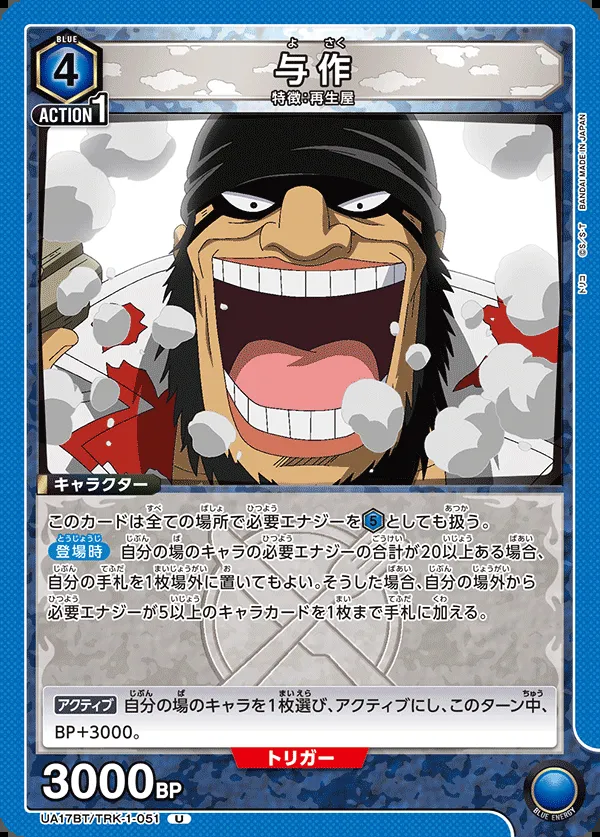 BLUE
4
ACTION 1
よ さく
与作
特徴:再生屋
トリコ ©S/S・T BANDAI MADE IN JAPAN
キャラクター
このカードは全ての場所で必要エナジーを5としても扱う。
登場時 自分の場のキャラの必要エナジーの合計が20以上ある場合、
自分の手札を1枚場外に置いてもよい。そうした場合、自分の場外から
必要エナジーが5以上のキャラカードを1枚まで手札に加える。
アクティブ 自分の場のキャラを1枚選び、アクティブにし、このターン中、
BP+3000。
トリガー
3000BP
BLUE ENERGY
UA17BT/TRK-1-051 U